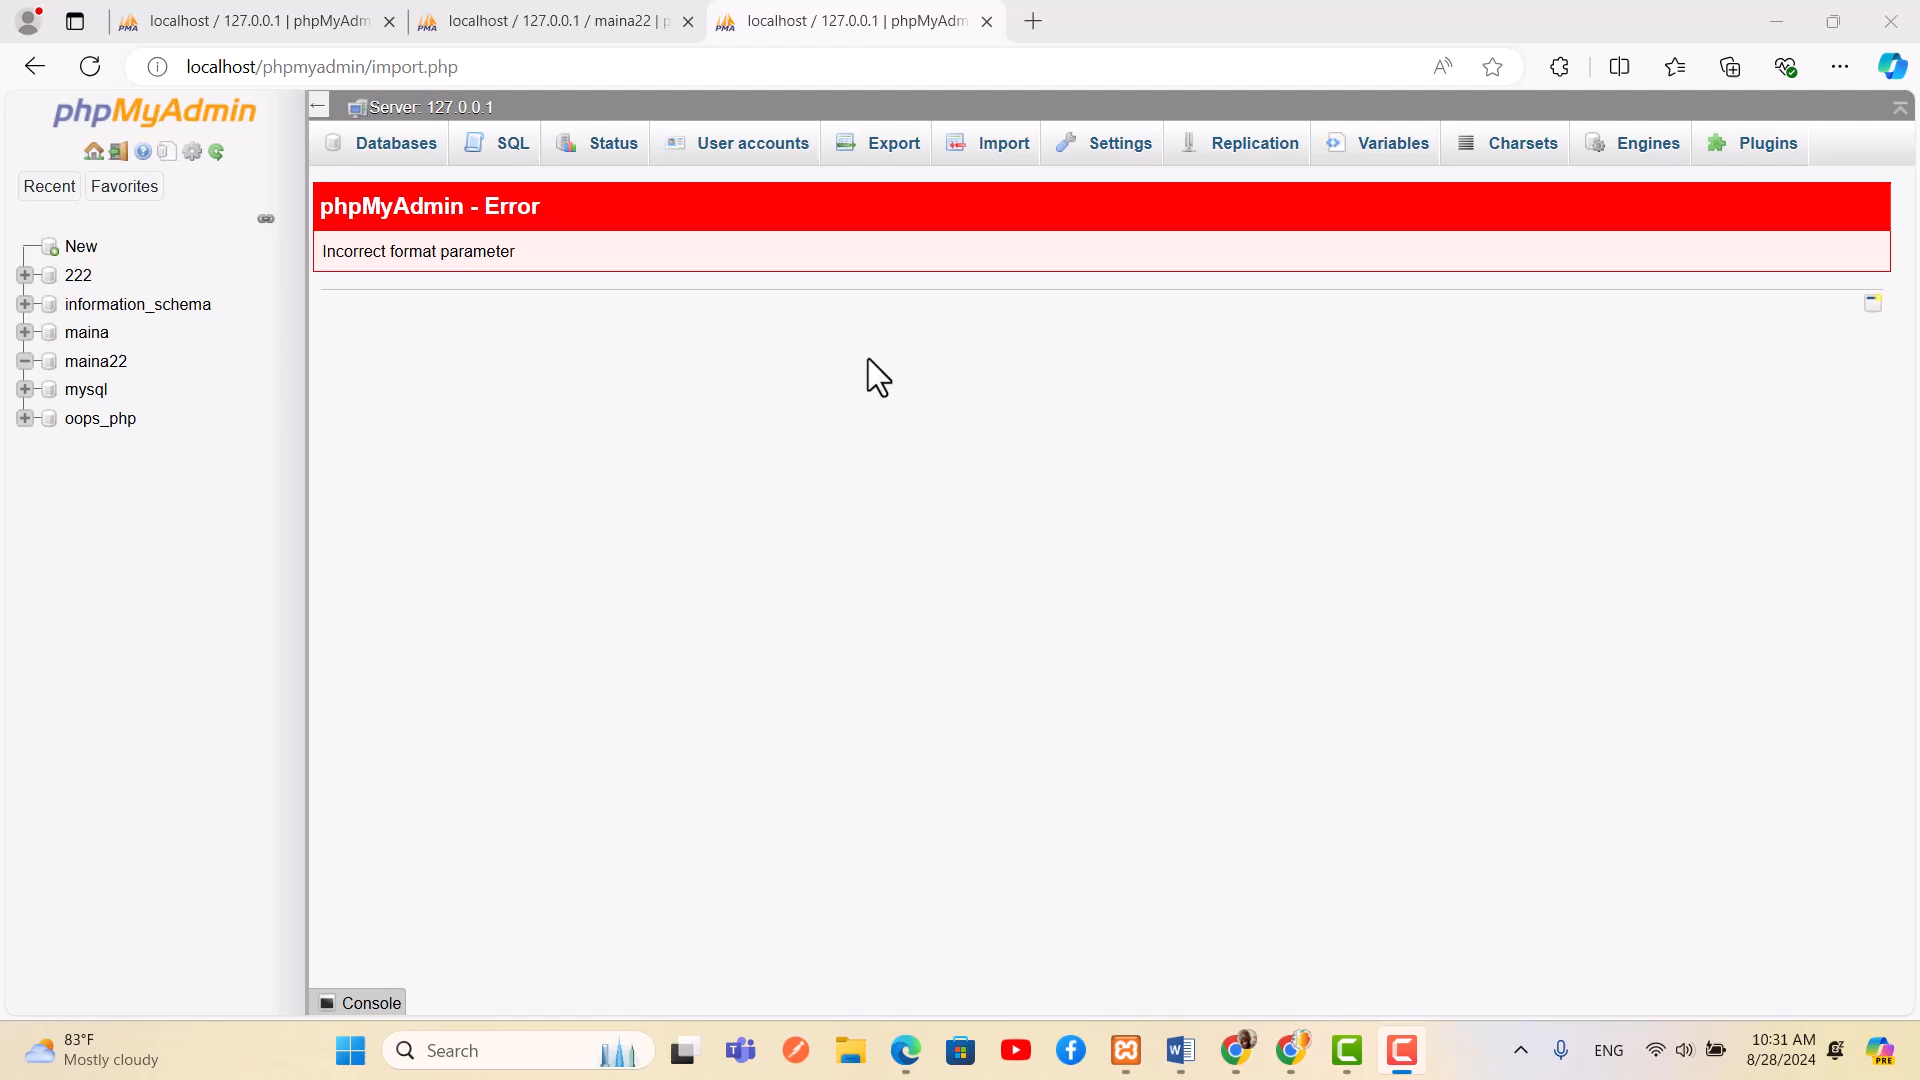 localhost / 127.0.0.1 | phpMyAdm
localhost / 127.0.0.1 / maina22 | p
localhost / 127.0.0.1 | phpMyAdm
localhost/phpmyadmin/import.php
phpMyAdmin
Recent
Favorites
New
222
information_schema
maina
maina22
mysql
oops_php
Server: 127.0.0.1
Databases
SQL
Status
User accounts
Export
Import
Settings
Replication
Variables
Charsets
Engines
Plugins
phpMyAdmin - Error
Incorrect format parameter
Console
83°F
Mostly cloudy
Search
ENG
10:31 AM
8/28/2024